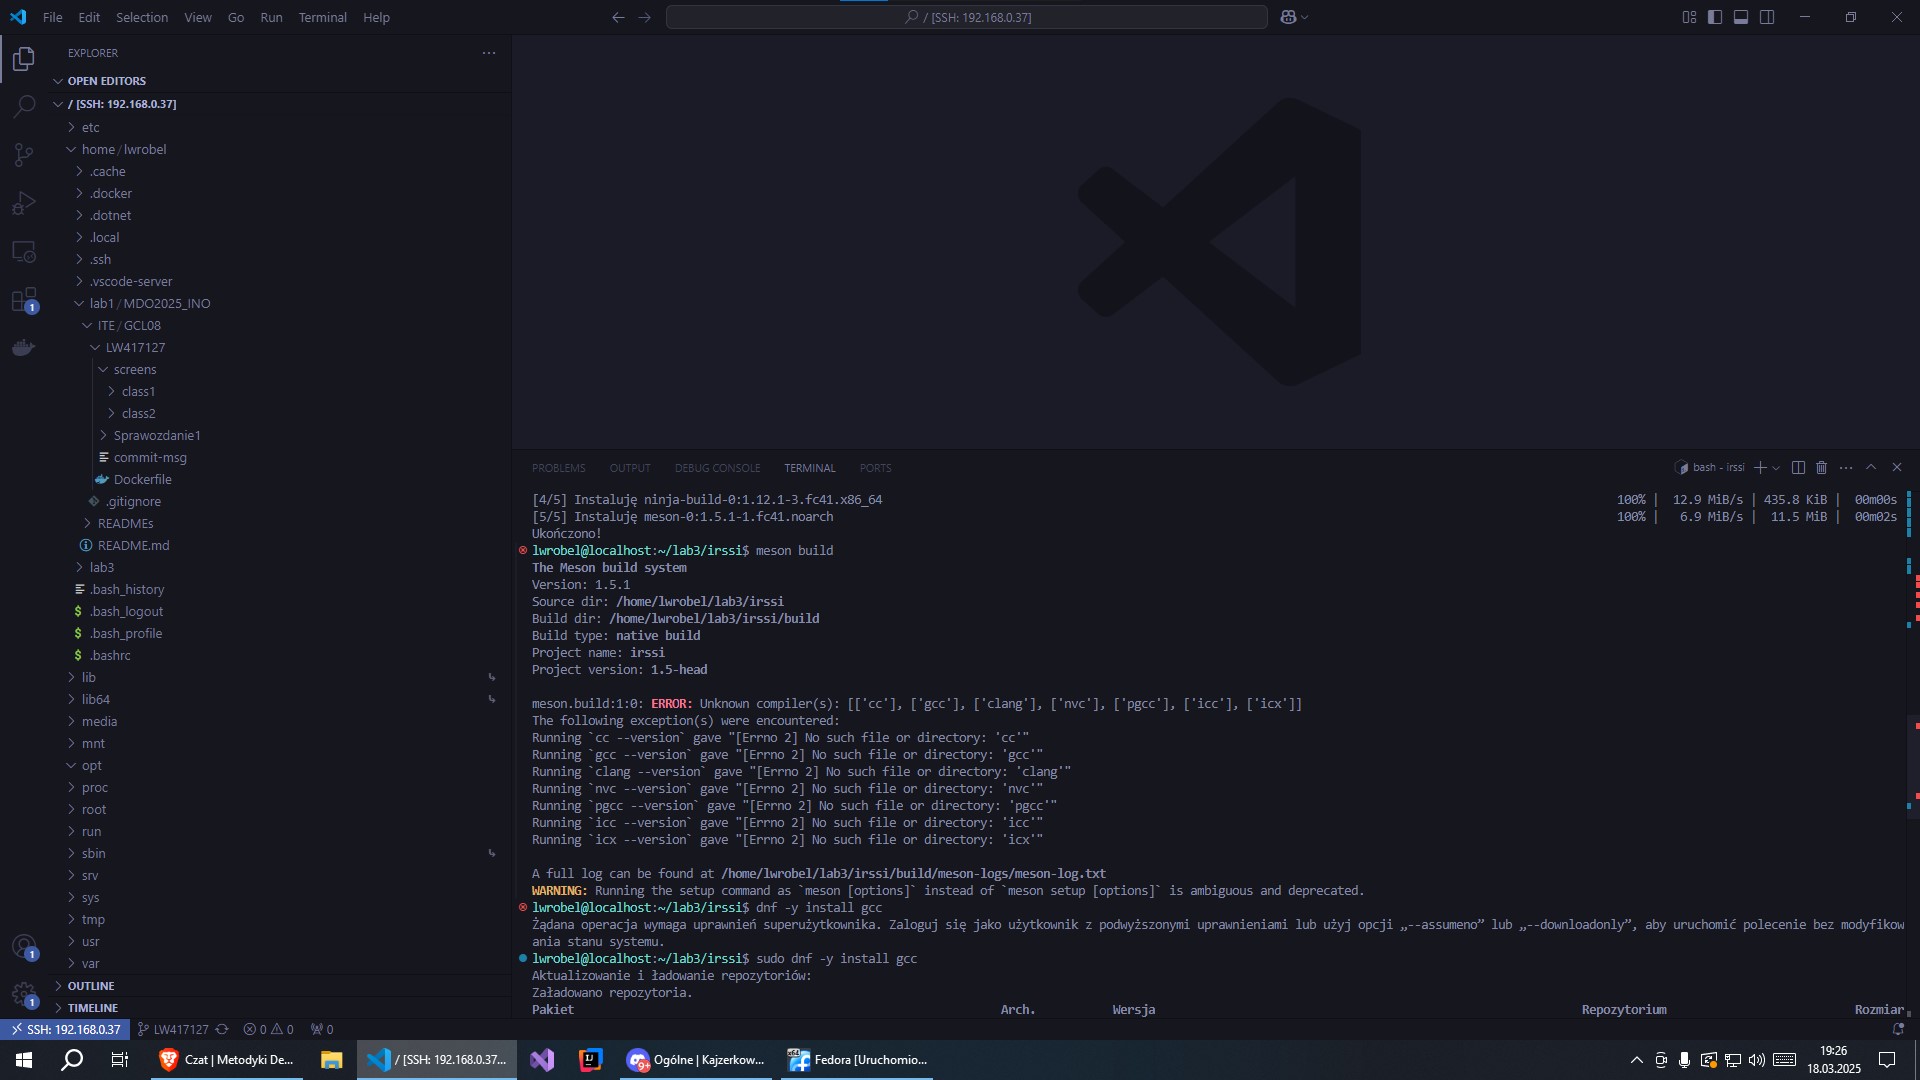 File Edit Selection View Go Run Terminal Help
/ [SSH: 192.168.0.37]
EXPLORER
OPEN EDITORS
/ [SSH: 192.168.0.37]
etc
home / lwrobel
.cache
.docker
.dotnet
.local
.ssh
.vscode-server
lab1 / MDO2025_INO
ITE / GCL08
LW417127
screens
class1
class2
Sprawozdanie1
commit-msg
Dockerfile
.gitignore
READMEs
README.md
lab3
.bash_history
.bash_logout
.bash_profile
.bashrc
lib
lib64
media
mnt
opt
proc
root
run
sbin
srv
sys
tmp
usr
var
OUTLINE
TIMELINE
1
1
1
PROBLEMS OUTPUT DEBUG CONSOLE TERMINAL PORTS
bash - irssi
[4/5] Instaluję ninja-build-0:1.12.1-3.fc41.x86_64 100% | 12.9 MiB/s | 435.8 KiB | 00m00s
[5/5] Instaluję meson-0:1.5.1-1.fc41.noarch 100% | 6.9 MiB/s | 11.5 MiB | 00m02s
Ukończono!
lwrobel@localhost:~/lab3/irssi$ meson build
The Meson build system
Version: 1.5.1
Source dir: /home/lwrobel/lab3/irssi
Build dir: /home/lwrobel/lab3/irssi/build
Build type: native build
Project name: irssi
Project version: 1.5-head
meson.build:1:0: ERROR: Unknown compiler(s): [['cc'], ['gcc'], ['clang'], ['nvc'], ['pgcc'], ['icc'], ['icx']]
The following exception(s) were encountered:
Running `cc --version` gave "[Errno 2] No such file or directory: 'cc'"
Running `gcc --version` gave "[Errno 2] No such file or directory: 'gcc'"
Running `clang --version` gave "[Errno 2] No such file or directory: 'clang'"
Running `nvc --version` gave "[Errno 2] No such file or directory: 'nvc'"
Running `pgcc --version` gave "[Errno 2] No such file or directory: 'pgcc'"
Running `icc --version` gave "[Errno 2] No such file or directory: 'icc'"
Running `icx --version` gave "[Errno 2] No such file or directory: 'icx'"
A full log can be found at /home/lwrobel/lab3/irssi/build/meson-logs/meson-log.txt
WARNING: Running the setup command as `meson [options]` instead of `meson setup [options]` is ambiguous and deprecated.
lwrobel@localhost:~/lab3/irssi$ dnf -y install gcc
Żądana operacja wymaga uprawnień superużytkownika. Zaloguj się jako użytkownik z podwyższonymi uprawnieniami lub użyj opcji „--assumeno” lub „--downloadonly”, aby uruchomić polecenie bez modyfikow
ania stanu systemu.
lwrobel@localhost:~/lab3/irssi$ sudo dnf -y install gcc
Aktualizowanie i ładowanie repozytoriów:
Załadowano repozytoria.
Pakiet Arch. Wersja Repozytorium Rozmiar
SSH: 192.168.0.37 LW417127 0 0 0
Czat | Metodyki De... / [SSH: 192.168.0.37... IJ 9+ Ogólne | Kajzerkow... x64 Fedora [Uruchomio... 19:26
18.03.2025